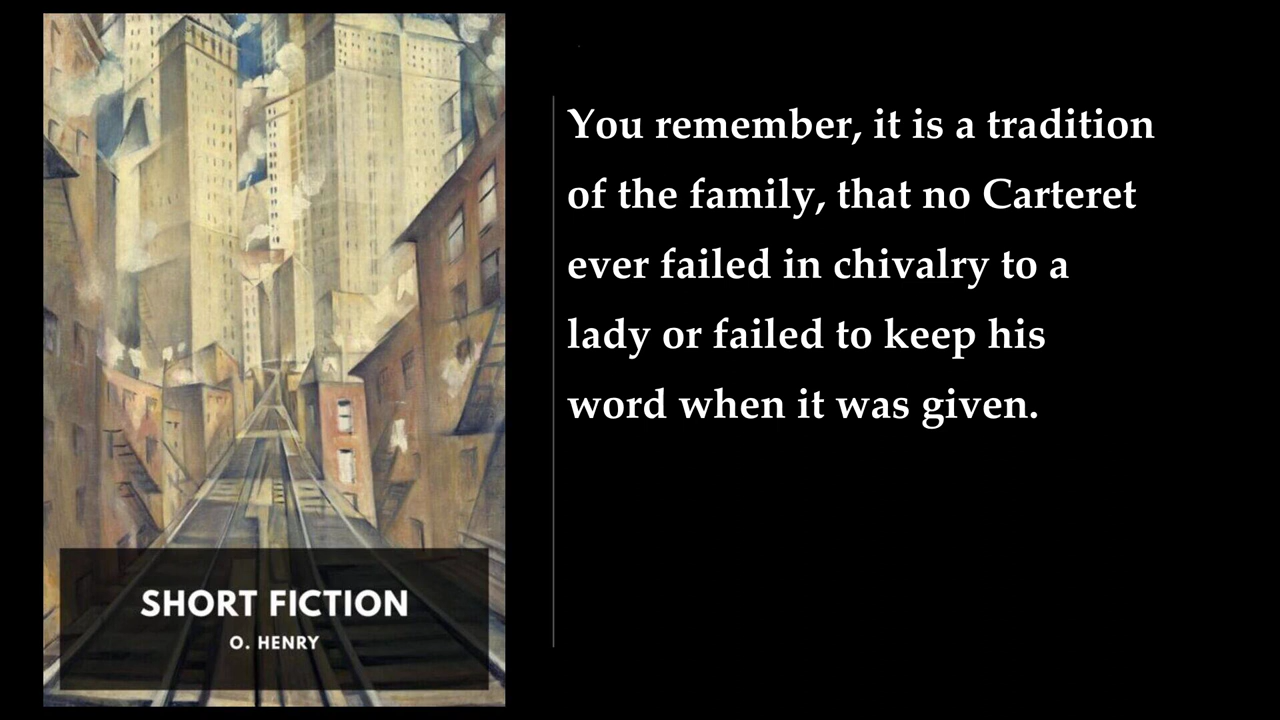 SHORT FICTION
O. HENRY
You remember, it is a tradition
of the family, that no Carteret
ever failed in chivalry to a
lady or failed to keep his
word when it was given.